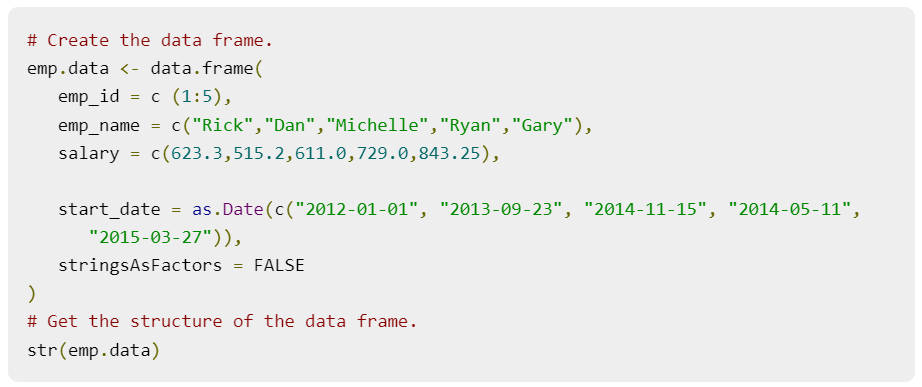 # Create the data frame.
emp.data <- data.frame(
   emp_id = c (1:5),
   emp_name = c("Rick","Dan","Michelle","Ryan","Gary"),
   salary = c(623.3,515.2,611.0,729.0,843.25),

   start_date = as.Date(c("2012-01-01", "2013-09-23", "2014-11-15", "2014-05-11",
      "2015-03-27")),
   stringsAsFactors = FALSE
)
# Get the structure of the data frame.
str(emp.data)